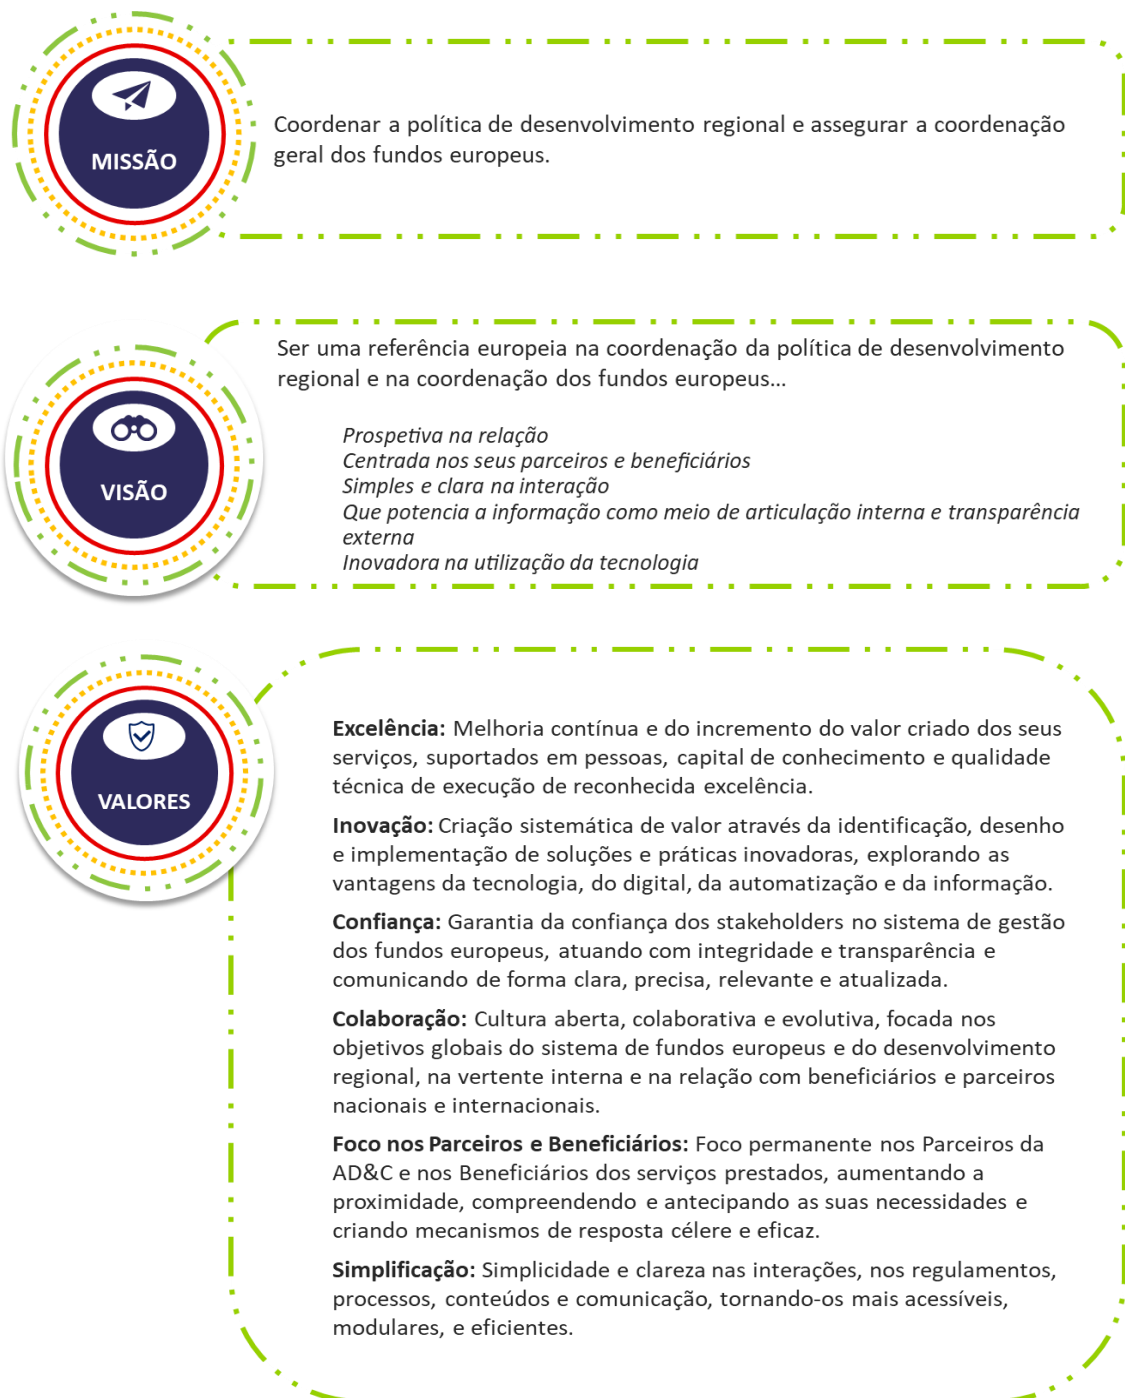 MISSÃO
Coordenar a política de desenvolvimento regional e assegurar a coordenação
geral dos fundos europeus.
VISÃO
Ser uma referência europeia na coordenação da política de desenvolvimento
regional e na coordenação dos fundos europeus...
Prospetiva na relação
Centrada nos seus parceiros e beneficiários
Simples e clara na interação
Que potencia a informação como meio de articulação interna e transparência
externa
Inovadora na utilização da tecnologia
VALORES
Excelência: Melhoria contínua e do incremento do valor criado dos seus
serviços, suportados em pessoas, capital de conhecimento e qualidade
técnica de execução de reconhecida excelência.
Inovação: Criação sistemática de valor através da identificação, desenho
e implementação de soluções e práticas inovadoras, explorando as
vantagens da tecnologia, do digital, da automatização e da informação.
Confiança: Garantia da confiança dos stakeholders no sistema de gestão
dos fundos europeus, atuando com integridade e transparência e
comunicando de forma clara, precisa, relevante e atualizada.
Colaboração: Cultura aberta, colaborativa e evolutiva, focada nos
objetivos globais do sistema de fundos europeus e do desenvolvimento
regional, na vertente interna e na relação com beneficiários e parceiros
nacionais e internacionais.
Foco nos Parceiros e Beneficiários: Foco permanente nos Parceiros da
AD&C e nos Beneficiários dos serviços prestados, aumentando a
proximidade, compreendendo e antecipando as suas necessidades e
criando mecanismos de resposta célere e eficaz.
Simplificação: Simplicidade e clareza nas interações, nos regulamentos,
processos, conteúdos e comunicação, tornando-os mais acessíveis,
modulares, e eficientes.